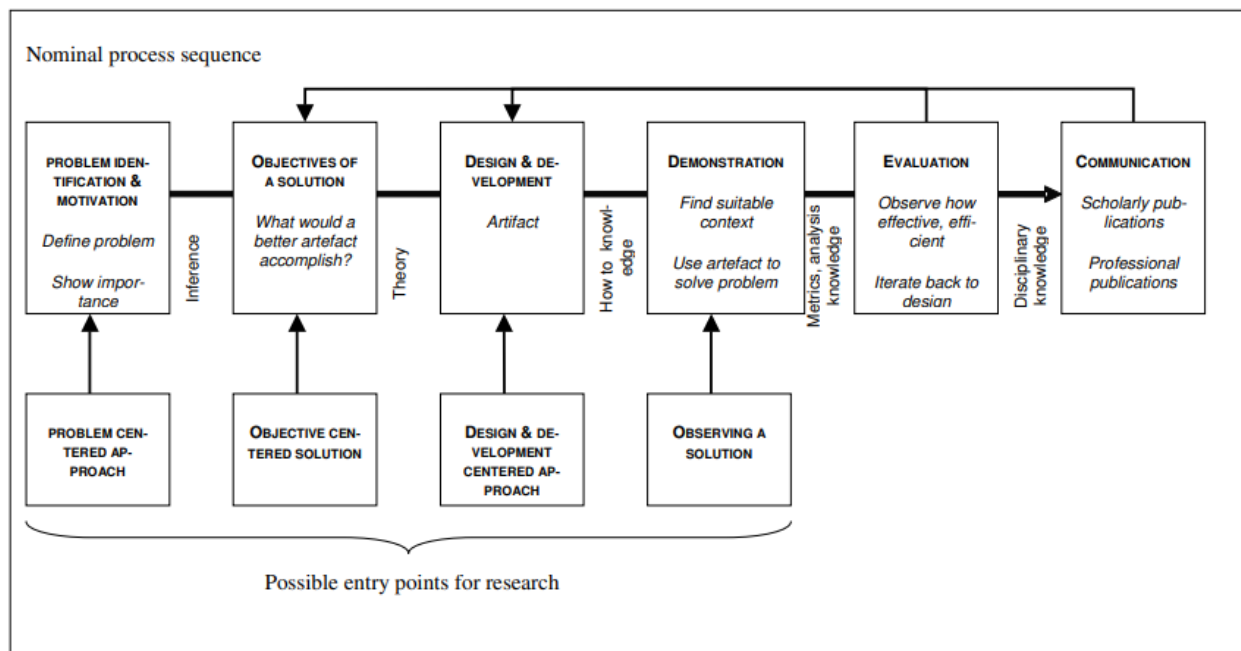 Nominal process sequence
PROBLEM IDEN-
TIFICATION &
MOTIVATION
Define problem
Show impor-
tance
Inference
OBJECTIVES OF
A SOLUTION
What would a
better artefact
accomplish?
Theory
DESIGN & DE-
VELOPMENT
Artifact
How to knowl-
edge
DEMONSTRATION
Find suitable
context
Use artefact to
solve problem
Metrics, analysis
knowledge
EVALUATION
Observe how
effective, effi-
cient
Iterate back to
design
Disciplinary
knowledge
COMMUNICATION
Scholarly pub-
lications
Professional
publications
PROBLEM CEN-
TERED AP-
PROACH
OBJECTIVE CEN-
TERED SOLUTION
DESIGN & DE-
VELOPMENT
CENTERED AP-
PROACH
OBSERVING A
SOLUTION
Possible entry points for research